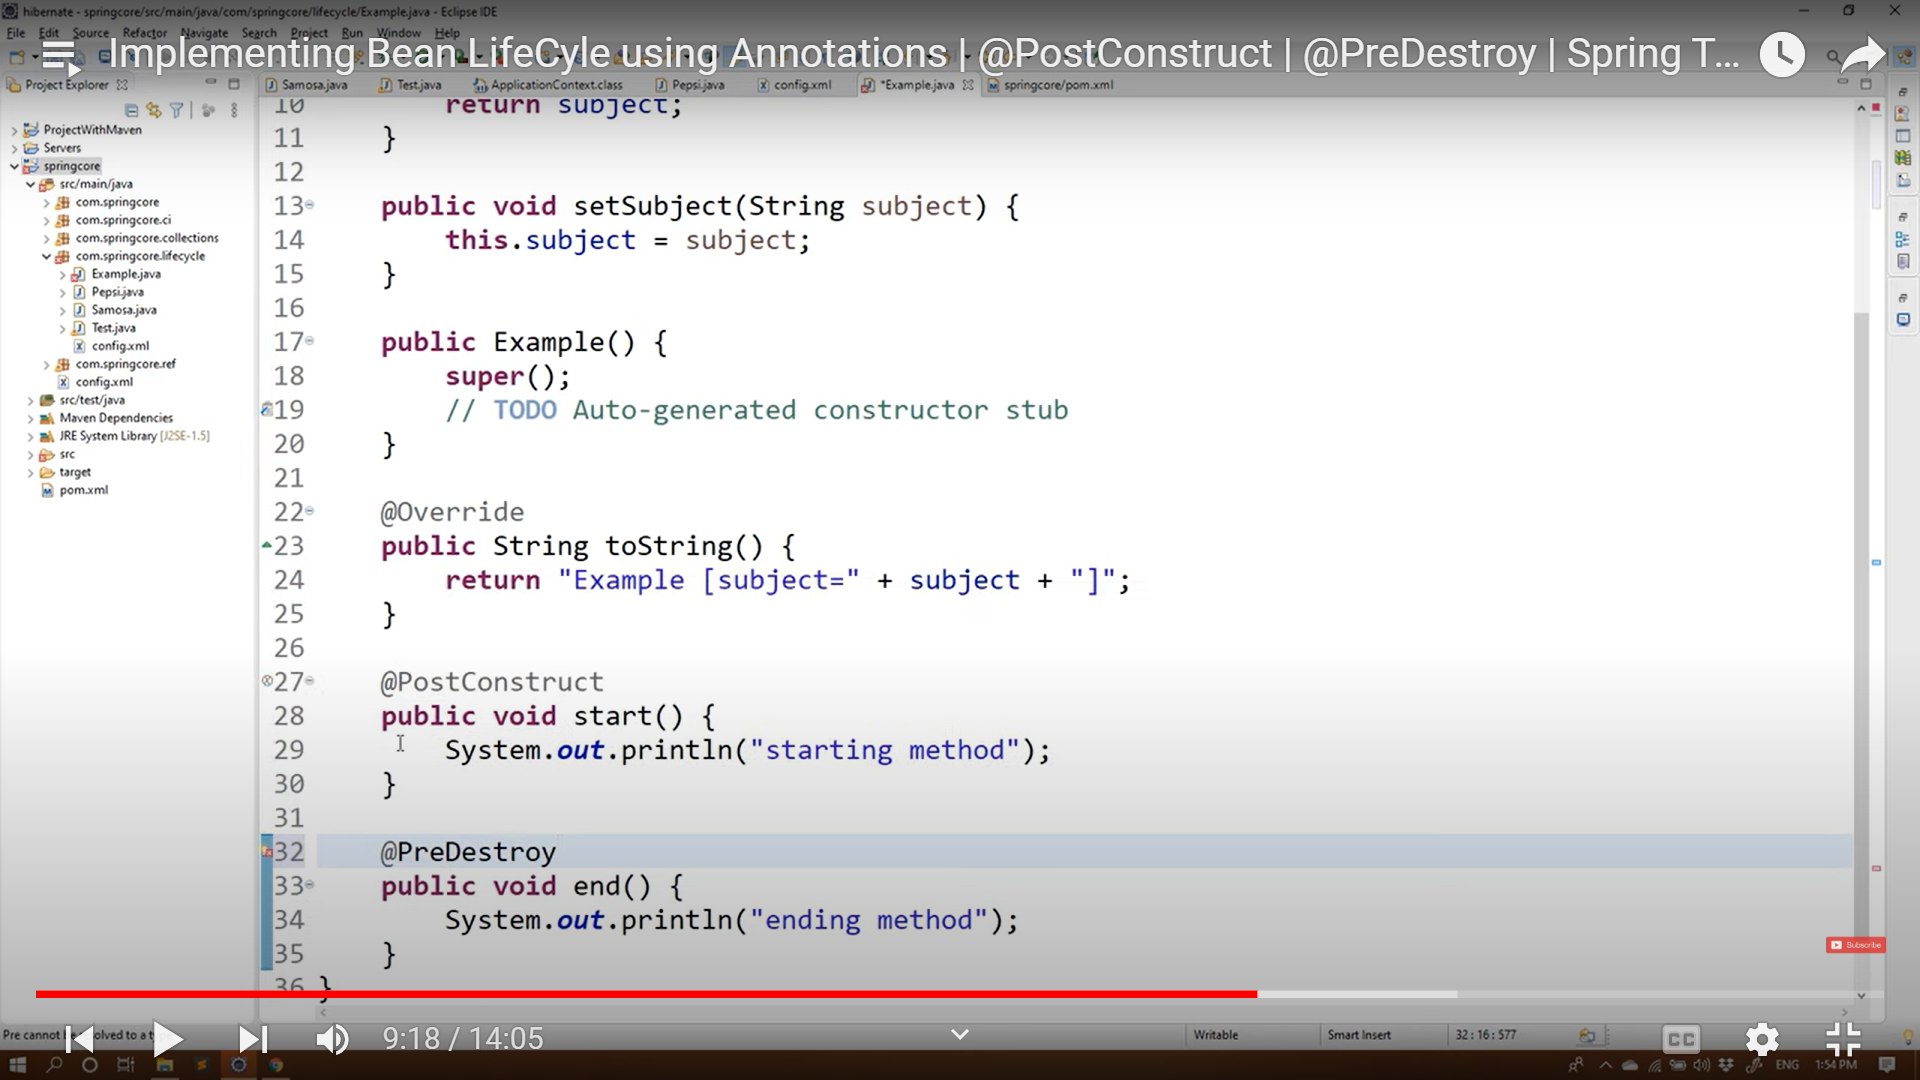 hibernate - springcore/src/main/java/com/springcore/lifecycle/Example.java - Eclipse IDE
File Edit Source Refactor Navigate Search Project Run Window Help
Implementing Bean LifeCyle using Annotations | @PostConstruct | @PreDestroy | Spring T...
Project Explorer
Samosa.java Test.java ApplicationContext.class Pepsi.java config.xml *Example.java springcore/pom.xml
ProjectWithMaven
Servers
springcore
src/main/java
com.springcore
com.springcore.ci
com.springcore.collections
com.springcore.lifecycle
Example.java
Pepsi.java
Samosa.java
Test.java
config.xml
com.springcore.ref
config.xml
src/test/java
Maven Dependencies
JRE System Library [J2SE-1.5]
src
target
pom.xml
10 return subject;
11 }
12
13 public void setSubject(String subject) {
14 this.subject = subject;
15 }
16
17 public Example() {
18 super();
19 // TODO Auto-generated constructor stub
20 }
21
22 @Override
23 public String toString() {
24 return "Example [subject=" + subject + "]";
25 }
26
27 @PostConstruct
28 public void start() {
29 System.out.println("starting method");
30 }
31
32 @PreDestroy
33 public void end() {
34 System.out.println("ending method");
35 }
36 }
Subscribe
Pre cannot be olved to a
9:18 / 14:05
Writable Smart Insert 32 : 16 : 577
CC
ENG 1:54 PM